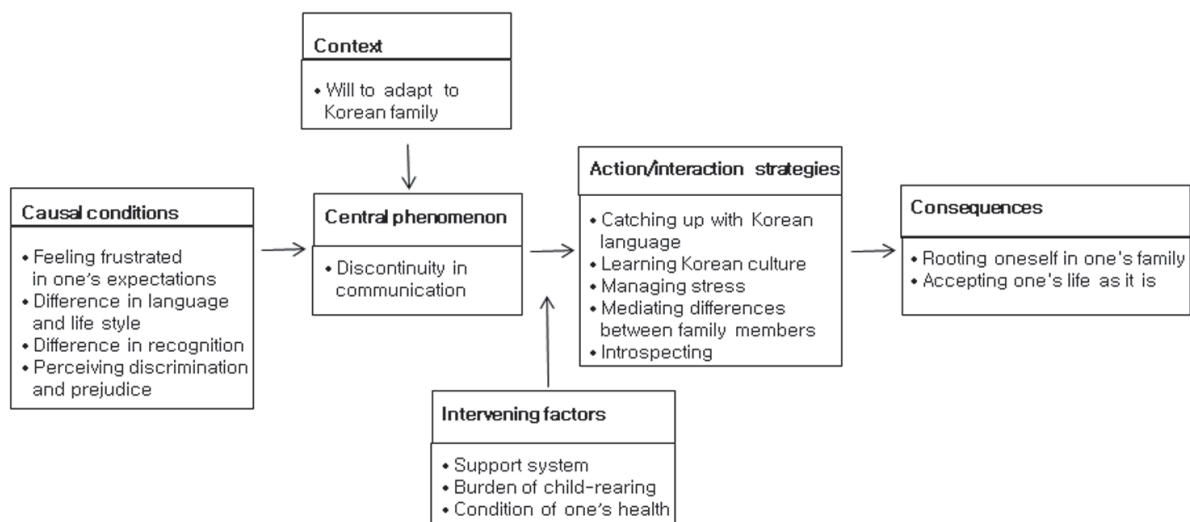 Context
• Will to adapt to
Korean family
Causal conditions
• Feeling frustrated
in one's expectations
• Difference in language
and life style
• Difference in recognition
• Perceiving discrimination
and prejudice
Central phenomenon
• Discontinuity in
communication
Action/interaction strategies
• Catching up with Korean
language
• Learning Korean culture
• Managing stress
• Mediating differences
between family members
• Introspecting
Consequences
• Rooting oneself in one's family
• Accepting one's life as it is
Intervening factors
• Support system
• Burden of child-rearing
• Condition of one's health